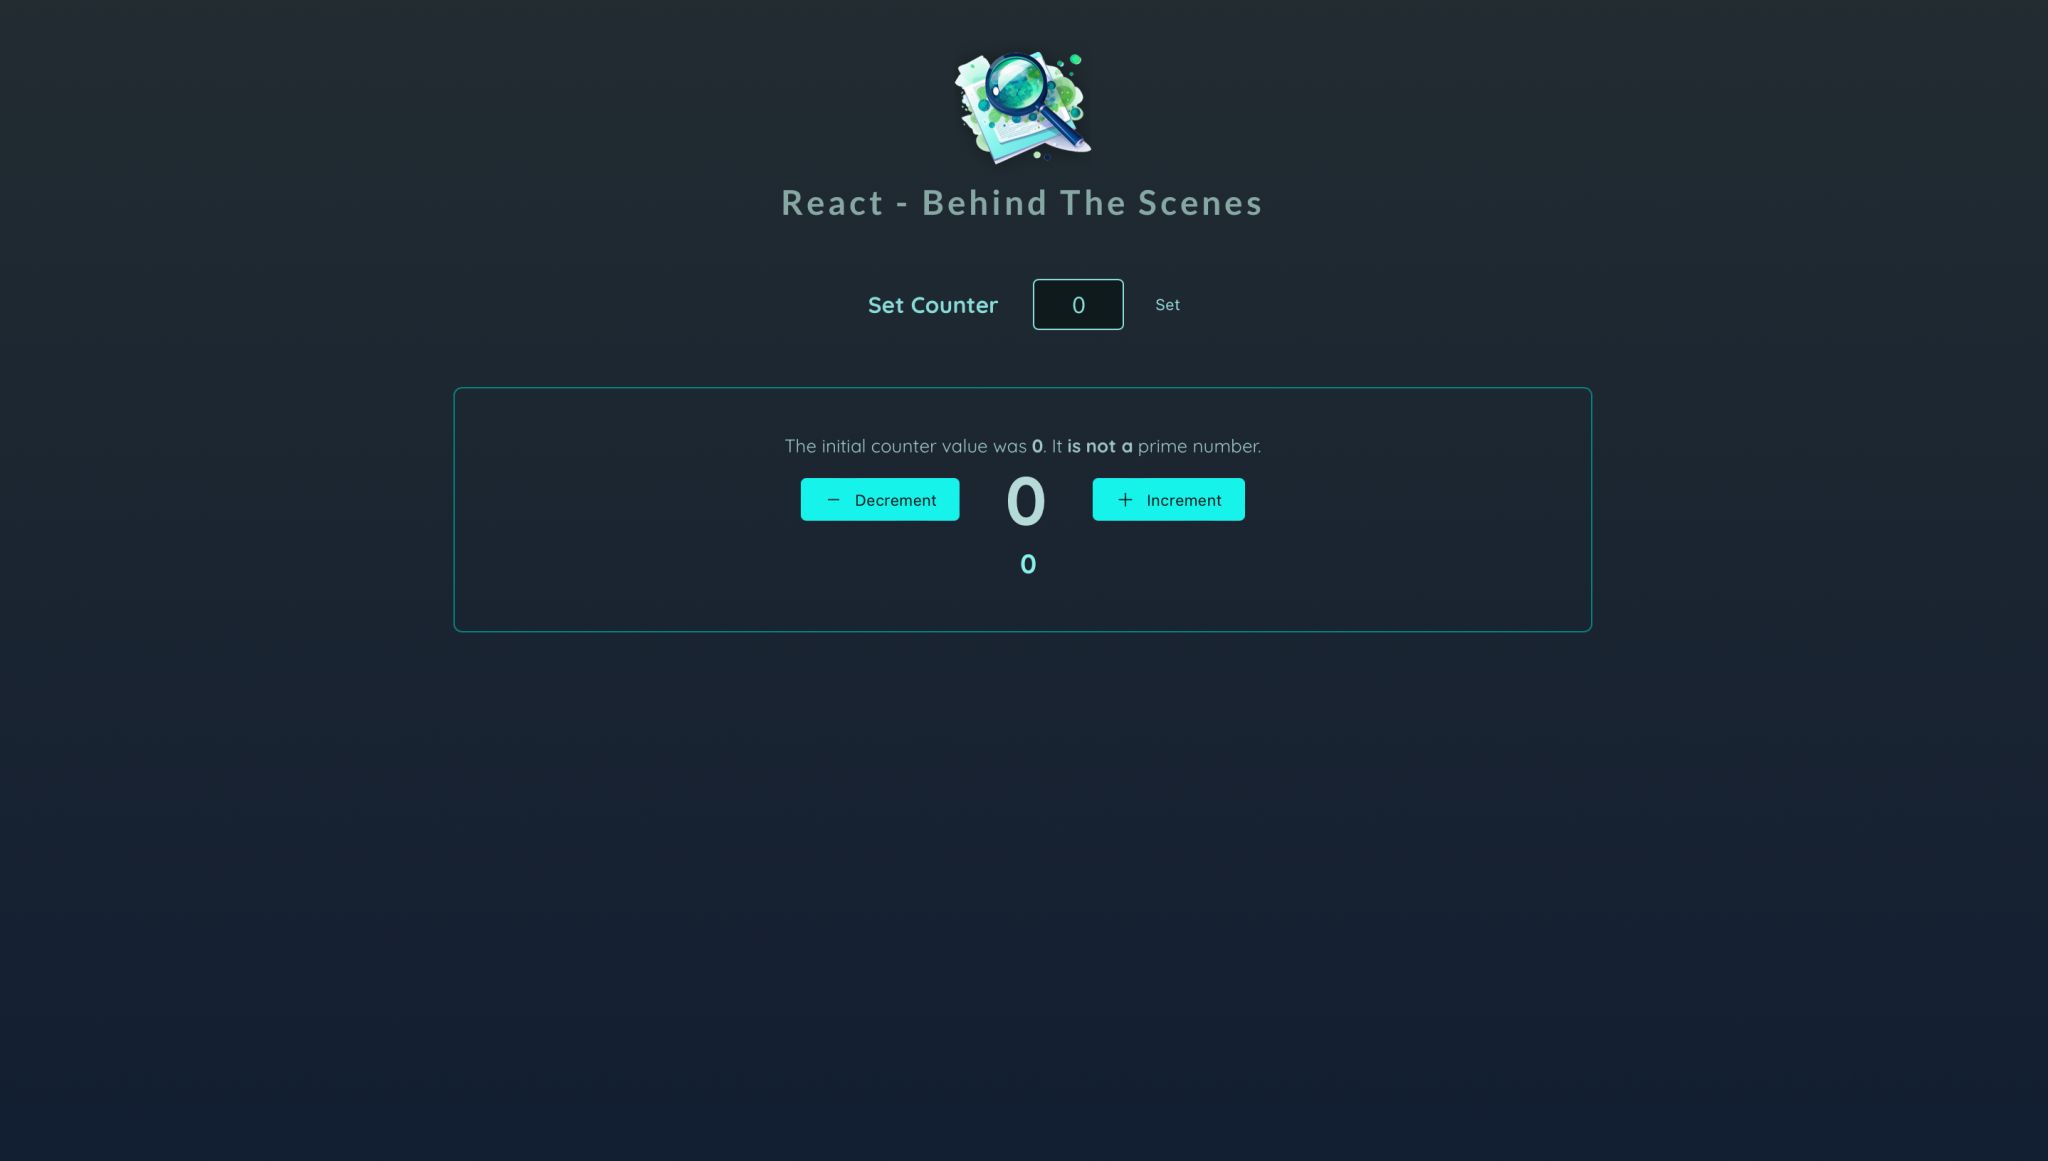 React - Behind The Scenes
Set Counter 0 Set
The initial counter value was 0. It is not a prime number.
− Decrement 0 + Increment
0